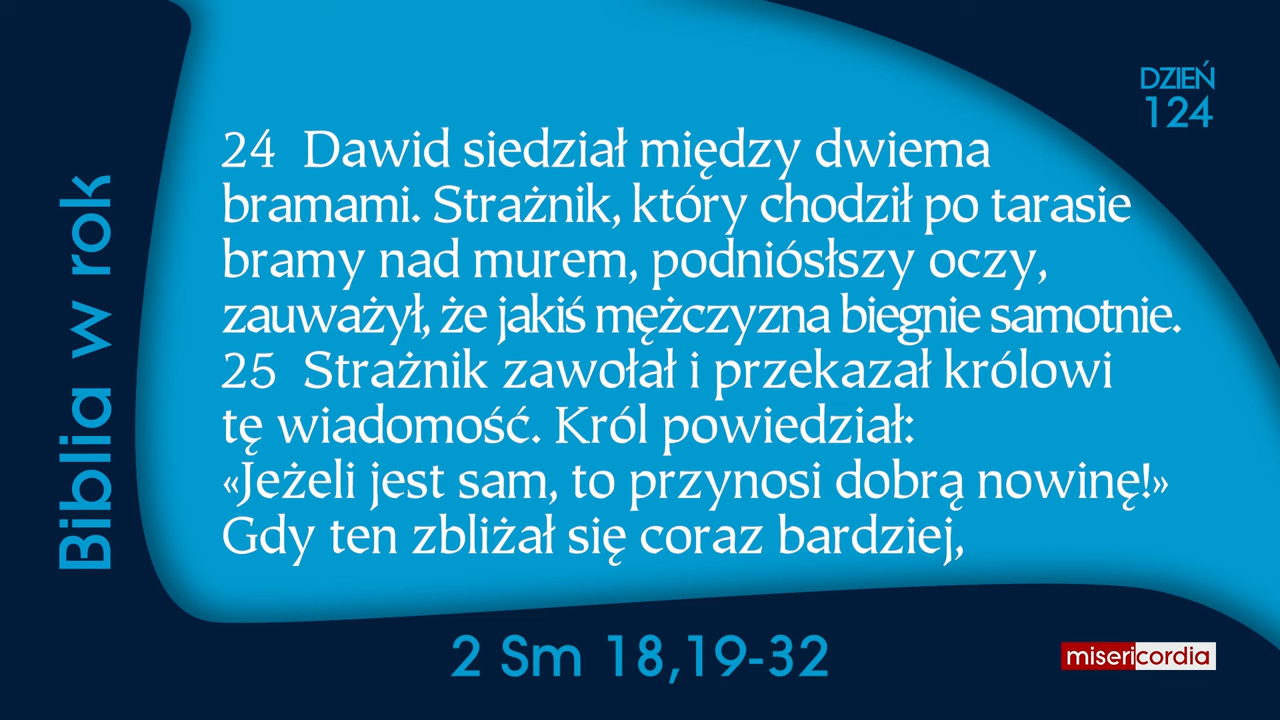 DZIEŃ
124
24 Dawid siedział między dwiema
bramami. Strażnik, który chodził po tarasie
bramy nad murem, podniósłszy oczy,
zauważył, że jakiś mężczyzna biegnie samotnie.
25 Strażnik zawołał i przekazał królowi
tę wiadomość. Król powiedział:
«Jeżeli jest sam, to przynosi dobrą nowinę!»
Gdy ten zbliżał się coraz bardziej,
Biblia w rok
2 Sm 18,19-32
misericordia